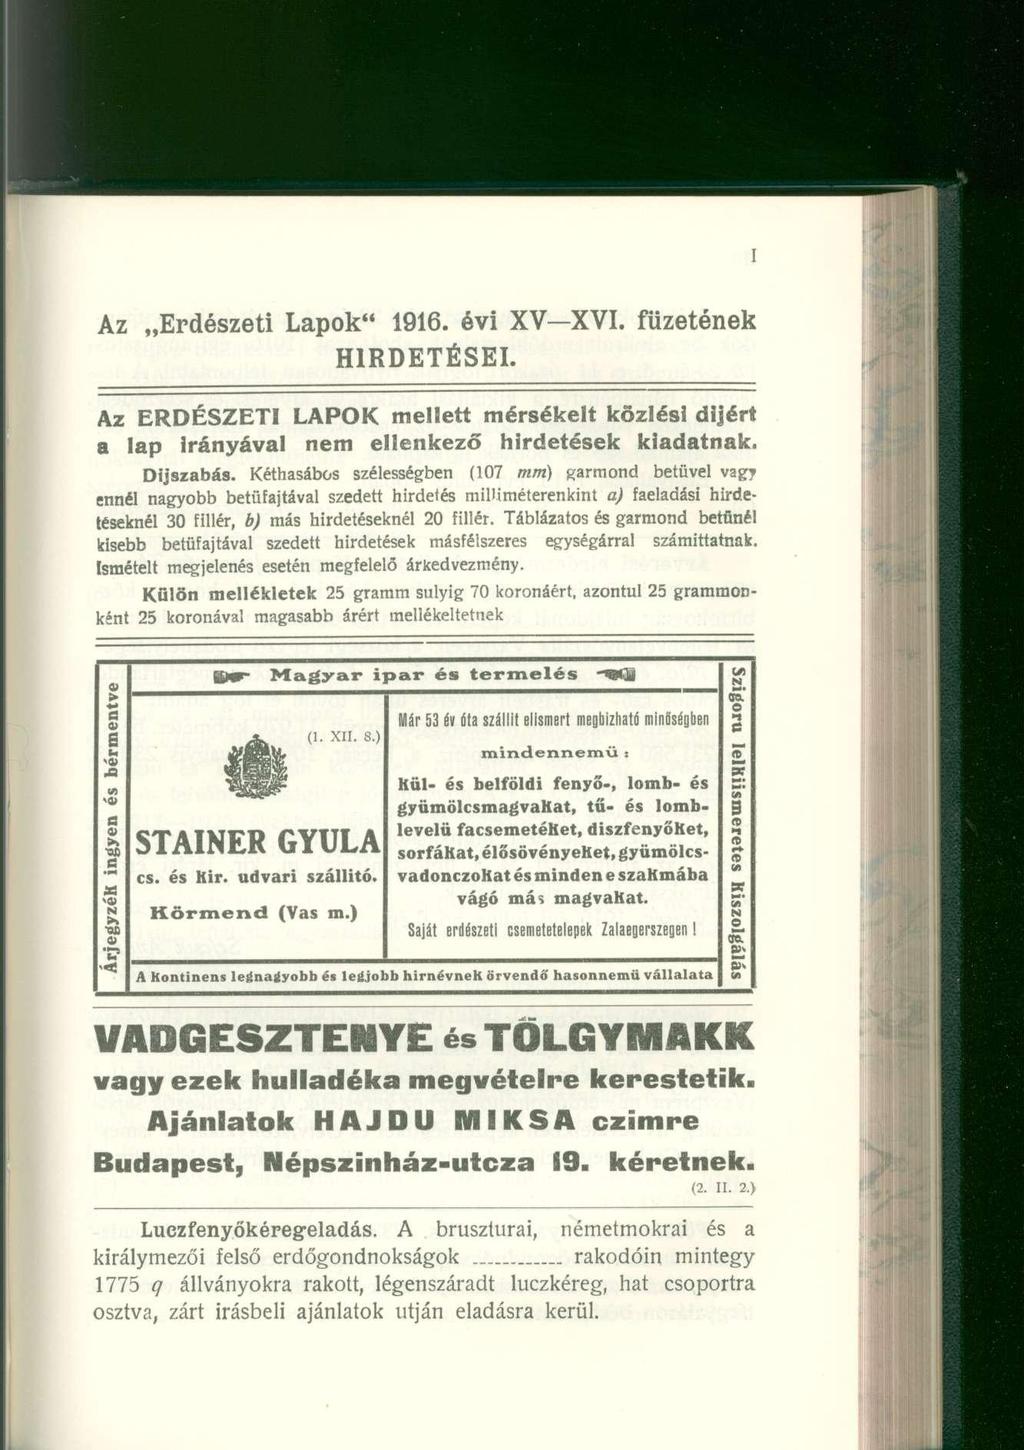 I
Az „Erdészeti Lapok“ 1916. évi XV—XVI. füzetének
HIRDETÉSEI.
Az ERDÉSZETI LAPOK mellett mérsékelt közlési dijért
a lap irányával nem ellenkező hirdetések kiadatnak.
Dijszabás. Kéthasábos szélességben (107 mm) garmond betüvel vagy
ennél nagyobb betüfajtával szedett hirdetés milliméterenkint a) faeladási hirde-
téseknél 30 fillér, b) más hirdetéseknél 20 fillér. Táblázatos és garmond betűnél
kisebb betüfajtával szedett hirdetések másfélszeres egységárral számittatnak.
Ismételt megjelenés esetén megfelelő árkedvezmény.
Külön mellékletek 25 gramm sulyig 70 koronáért, azontul 25 grammon-
ként 25 koronával magasabb árért mellékeltetnek
Árjegyzék ingyen és bérmentve
Magyar ipar és termelés
(1. XII. 8.)
STAINER GYULA
cs. és kir. udvari szállitó.
Körmend (Vas m.)
Már 53 év óta szállit elismert megbizható minőségben
mindennemü :
Kül- és belföldi fenyő-, lomb- és
gyümölcsmagvakat, tű- és lomb-
levelü facsemetéket, diszfenyőket,
sorfákat, élősövényeket, gyümölcs-
vadonczokat és minden e szakmába
vágó más magvakat.
Saját erdészeti csemetetelepek Zalaegerszegen !
A kontinens legnagyobb és legjobb hirnévnek örvendő hasonnemü vállalata
Szigoru lelkiismeretes kiszolgálás
VADGESZTENYE és TÖLGYMAKK
vagy ezek hulladéka megvételre kerestetik.
Ajánlatok HAJDU MIKSA czimre
Budapest, Népszinház-utcza 19. kéretnek.
(2. II. 2.)
Luczfenyőkéregeladás. A bruszturai, németmokrai és a
királymezői felső erdőgondnokságok ............ rakodóin mintegy
1775 q állványokra rakott, légenszáradt luczkéreg, hat csoportra
osztva, zárt irásbeli ajánlatok utján eladásra kerül.